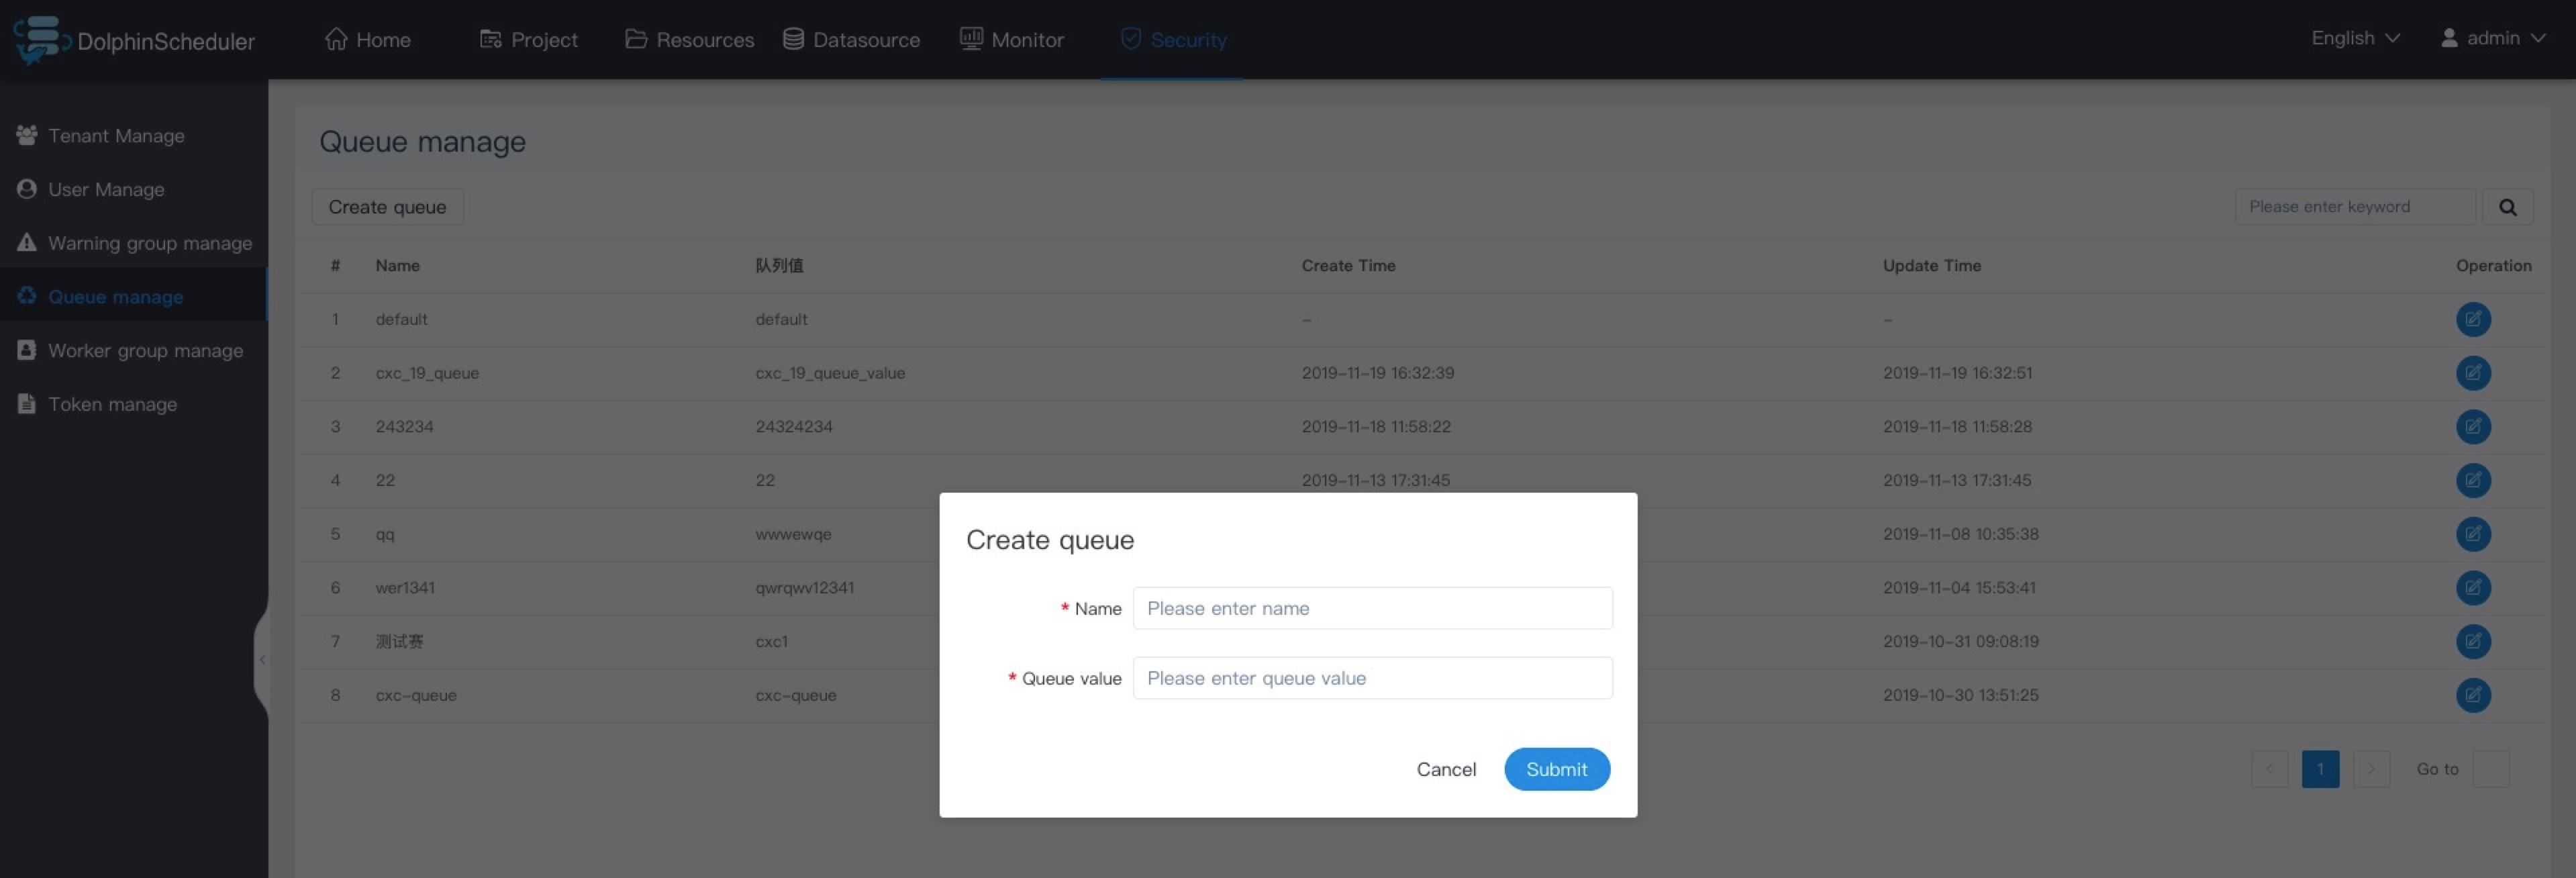 DolphinScheduler Home Project Resources Datasource Monitor Security English admin
Tenant Manage
User Manage
Warning group manage
Queue manage
Worker group manage
Token manage
Queue manage
Create queue Please enter keyword
# Name 队列值 Create Time Update Time Operation
1 default default - -
2 cxc_19_queue cxc_19_queue_value 2019-11-19 16:32:39 2019-11-19 16:32:51
3 243234 24324234 2019-11-18 11:58:22 2019-11-18 11:58:28
4 22 22 2019-11-13 17:31:45 2019-11-13 17:31:45
5 qq wwwewqe 2019-11-08 10:35:38
6 wer1341 qwrqwv12341 2019-11-04 15:53:41
7 测试赛 cxc1 2019-10-31 09:08:19
8 cxc-queue cxc-queue 2019-10-30 13:51:25
< 1 > Go to
Create queue
* Name Please enter name
* Queue value Please enter queue value
Cancel Submit